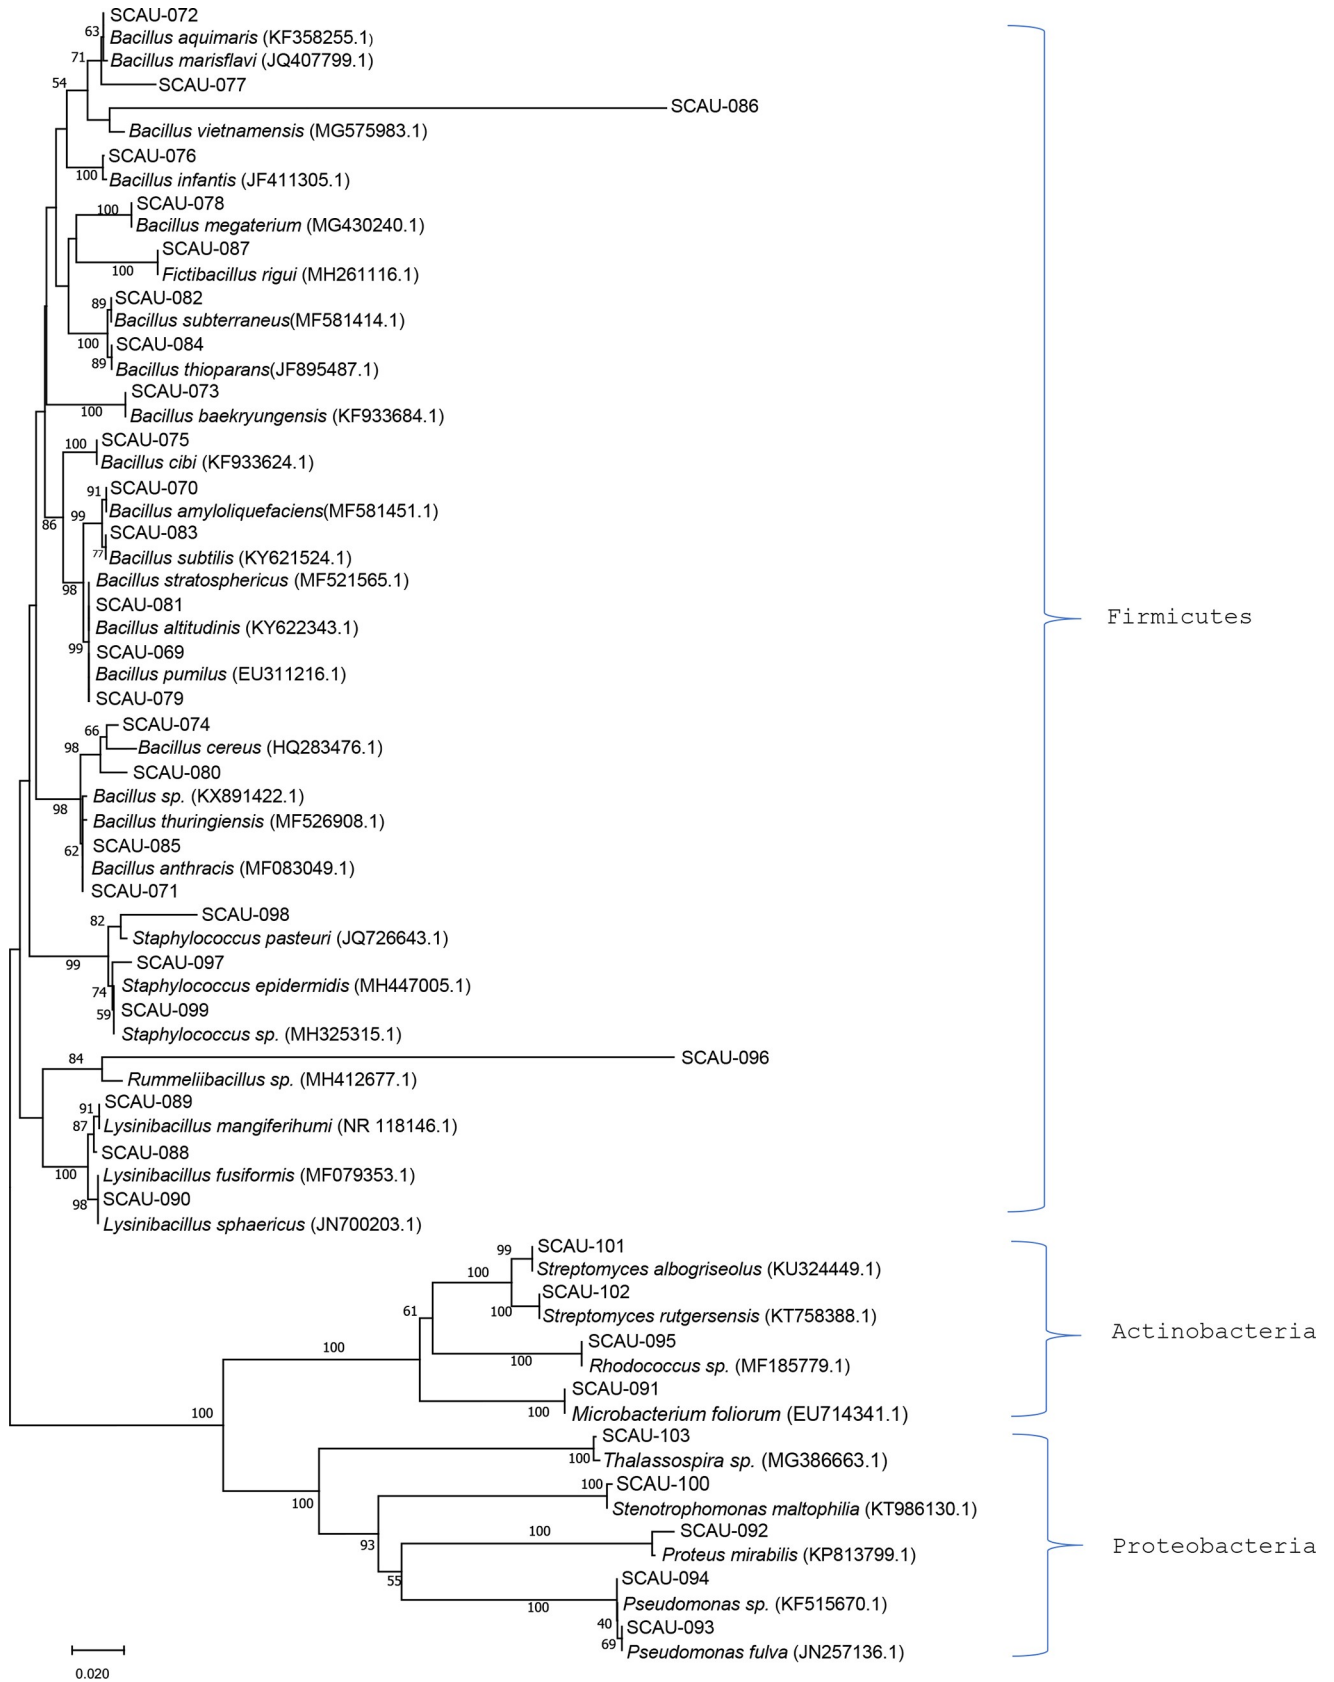 SCAU-072
63
Bacillus aquimaris (KF358255.1)
71
Bacillus marisflavi (JQ407799.1)
54
SCAU-077
SCAU-086
Bacillus vietnamensis (MG575983.1)
SCAU-076
100
Bacillus infantis (JF411305.1)
SCAU-078
100
Bacillus megaterium (MG430240.1)
SCAU-087
100
Fictibacillus rigui (MH261116.1)
SCAU-082
89
Bacillus subterraneus(MF581414.1)
SCAU-084
100
89
Bacillus thioparans(JF895487.1)
SCAU-073
100
Bacillus baekryungensis (KF933684.1)
SCAU-075
100
Bacillus cibi (KF933624.1)
SCAU-070
91
Bacillus amyloliquefaciens(MF581451.1)
99
86
SCAU-083
77
Bacillus subtilis (KY621524.1)
Bacillus stratosphericus (MF521565.1)
98
SCAU-081
Firmicutes
Bacillus altitudinis (KY622343.1)
99
SCAU-069
Bacillus pumilus (EU311216.1)
SCAU-079
SCAU-074
66
98
Bacillus cereus (HQ283476.1)
SCAU-080
Bacillus sp. (KX891422.1)
98
Bacillus thuringiensis (MF526908.1)
SCAU-085
62
Bacillus anthracis (MF083049.1)
SCAU-071
SCAU-098
82
Staphylococcus pasteuri (JQ726643.1)
99
SCAU-097
Staphylococcus epidermidis (MH447005.1)
74
SCAU-099
59
Staphylococcus sp. (MH325315.1)
SCAU-096
84
Rummeliibacillus sp. (MH412677.1)
SCAU-089
91
87
Lysinibacillus mangiferihumi (NR 118146.1)
SCAU-088
100
Lysinibacillus fusiformis (MF079353.1)
SCAU-090
98
Lysinibacillus sphaericus (JN700203.1)
SCAU-101
99
100
Streptomyces albogriseolus (KU324449.1)
SCAU-102
61
100
Streptomyces rutgersensis (KT758388.1)
Actinobacteria
SCAU-095
100
100
Rhodococcus sp. (MF185779.1)
SCAU-091
100
100
Microbacterium foliorum (EU714341.1)
SCAU-103
100
Thalassospira sp. (MG386663.1)
SCAU-100
100
100
Stenotrophomonas maltophilia (KT986130.1)
SCAU-092
100
93
Proteus mirabilis (KP813799.1)
Proteobacteria
SCAU-094
55
100
Pseudomonas sp. (KF515670.1)
40
SCAU-093
69
Pseudomonas fulva (JN257136.1)
0.020